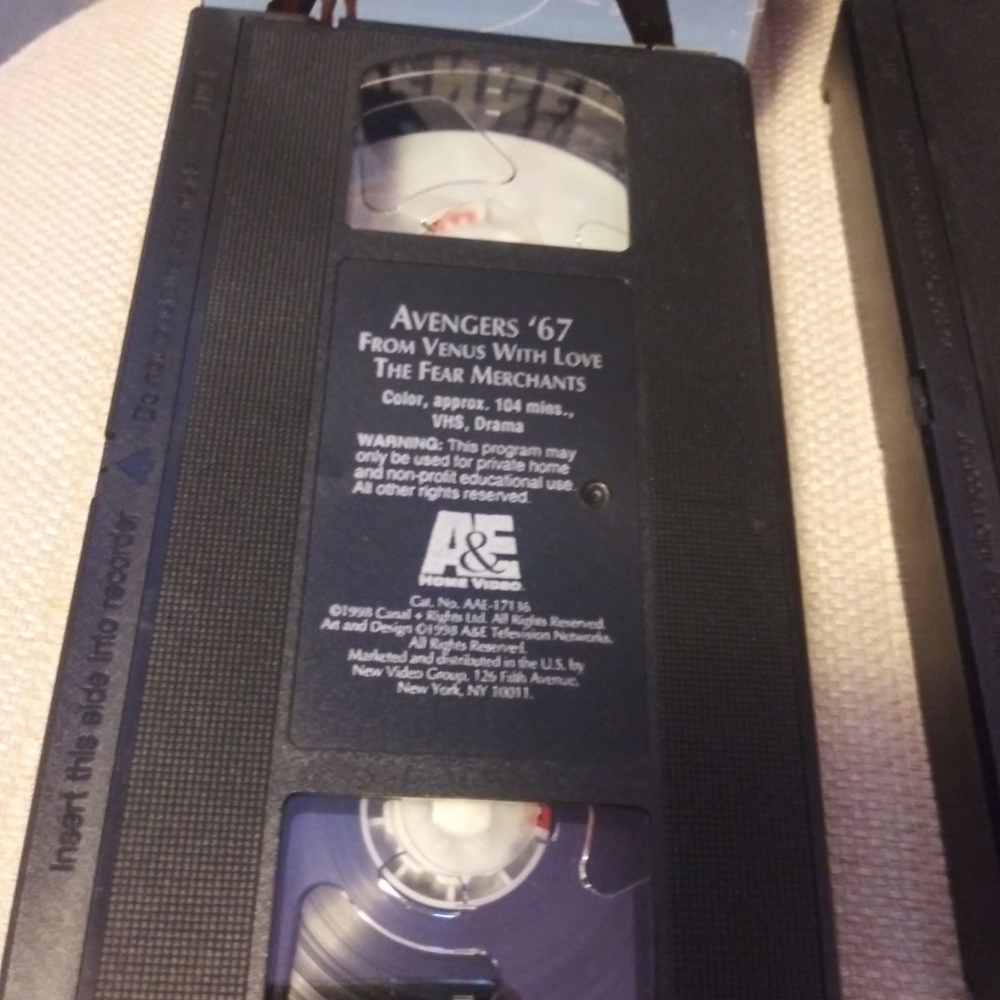 AVENGERS '67
FROM VENUS WITH LOVE
THE FEAR MERCHANTS
Color, approx. 104 mins.,
VHS, Drama
WARNING: This program may
only be used for private home
and non-profit educational use.
All other rights reserved.
A&E
HOME VIDEO
Cat. No. AAE-17136
©1998 Canal + Rights Ltd. All Rights Reserved.
Art and Design ©1998 A&E Television Networks.
All Rights Reserved.
Marketed and distributed in the U.S. by
New Video Group, 126 Fifth Avenue,
New York, NY 10011.
Insert this side into recorder
Do not